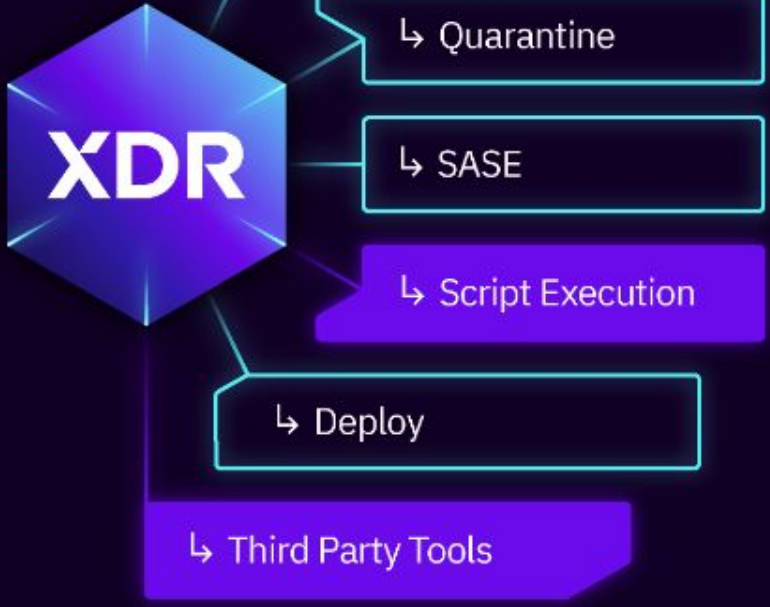 XDR
↳ Quarantine
↳ SASE
↳ Script Execution
↳ Deploy
↳ Third Party Tools